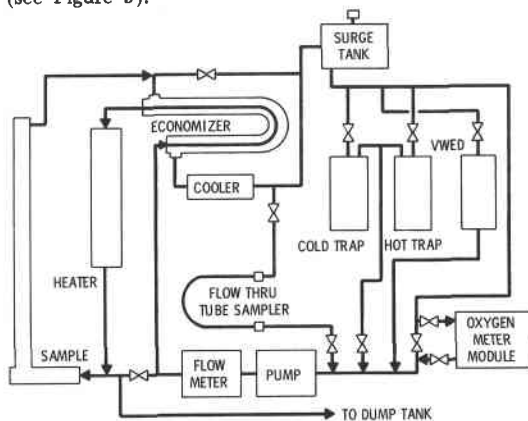 (see Figure 5).
SURGE
TANK
ECONOMIZER
VWED
COOLER
COLD TRAP
HOT TRAP
HEATER
FLOW THRU
TUBE SAMPLER
OXYGEN
METER
MODULE
SAMPLE
FLOW
METER
PUMP
TO DUMP TANK